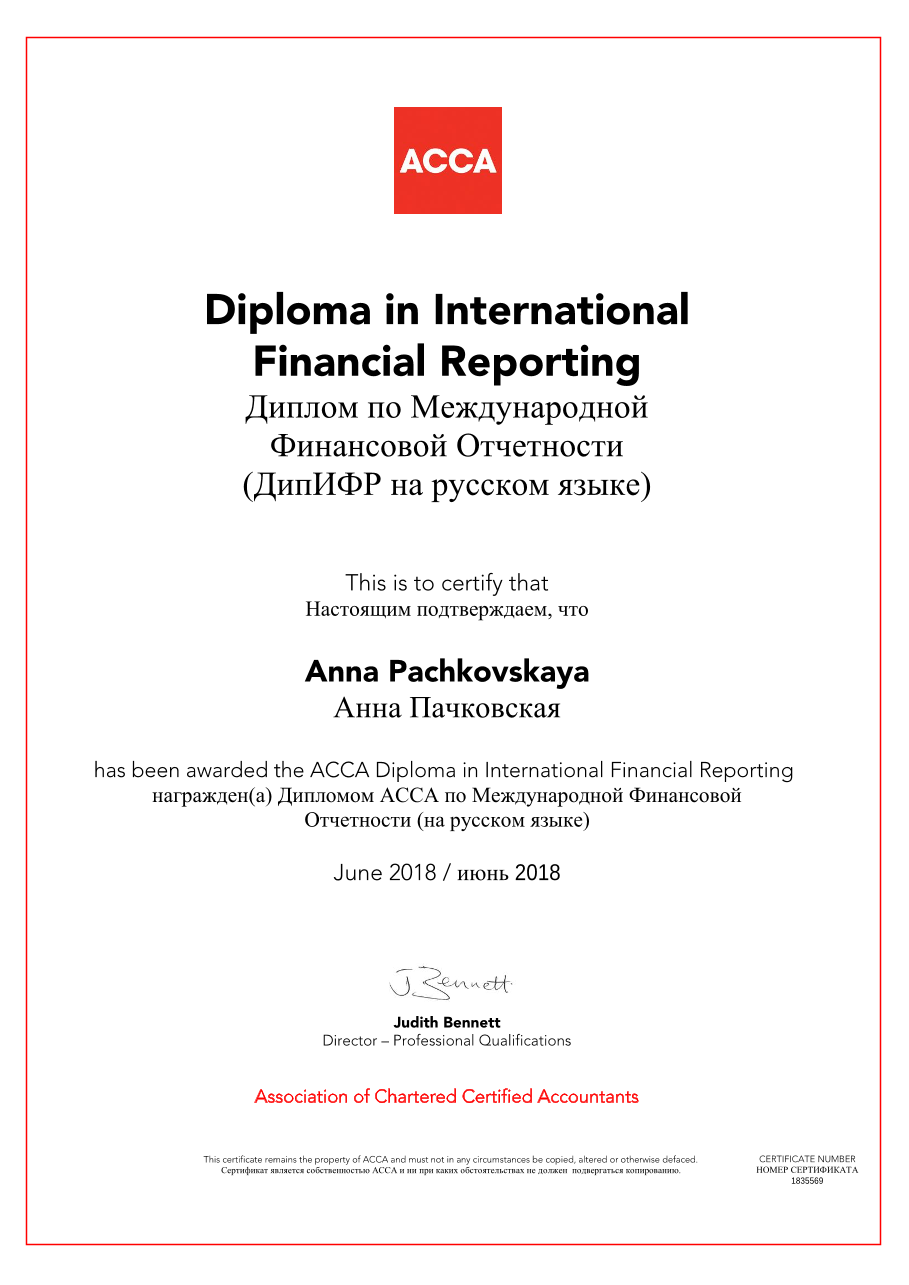 ACCA
Diploma in International
Financial Reporting
Диплом по Международной
Финансовой Отчетности
(ДипИФР на русском языке)
This is to certify that
Настоящим подтверждаем, что
Anna Pachkovskaya
Анна Пачковская
has been awarded the ACCA Diploma in International Financial Reporting
награжден(а) Дипломом АССА по Международной Финансовой
Отчетности (на русском языке)
June 2018 / июнь 2018
J Bennett
Judith Bennett
Director – Professional Qualifications
Association of Chartered Certified Accountants
This certificate remains the property of ACCA and must not in any circumstances be copied, altered or otherwise defaced.
Сертификат является собственностью АССА и ни при каких обстоятельствах не должен подвергаться копированию.
CERTIFICATE NUMBER
НОМЕР СЕРТИФИКАТА
1835569